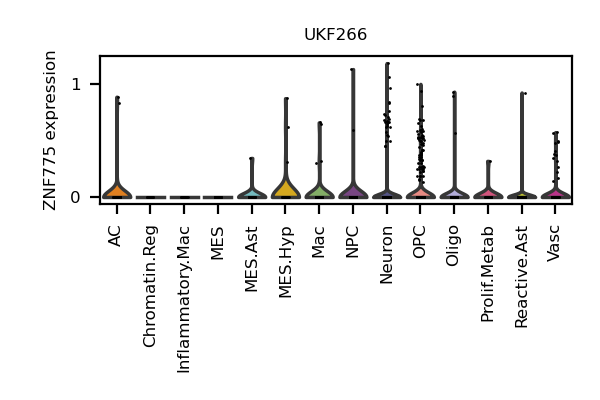 UKF266
ZNF775 expression
1
0
AC
Chromatin.Reg
Inflammatory.Mac
MES
MES.Ast
MES.Hyp
Mac
NPC
Neuron
OPC
Oligo
Prolif.Metab
Reactive.Ast
Vasc